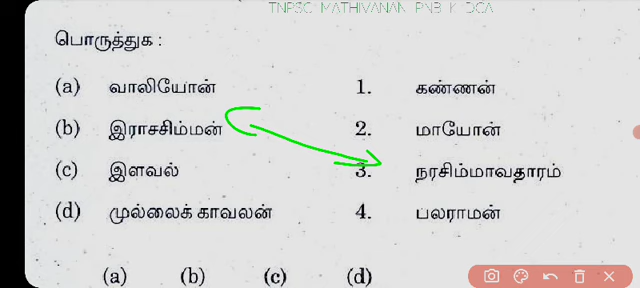 TNPSC MATHIVANAN PNB K DCA
பொருத்துக :
(a) வாலியோன் 1. கண்ணன்
(b) இராசசிம்மன் 2. மாயோன்
(c) இளவல் 3. நரசிம்மாவதாரம்
(d) முல்லைக் காவலன் 4. பலராமன்
(a) (b) (c) (d)